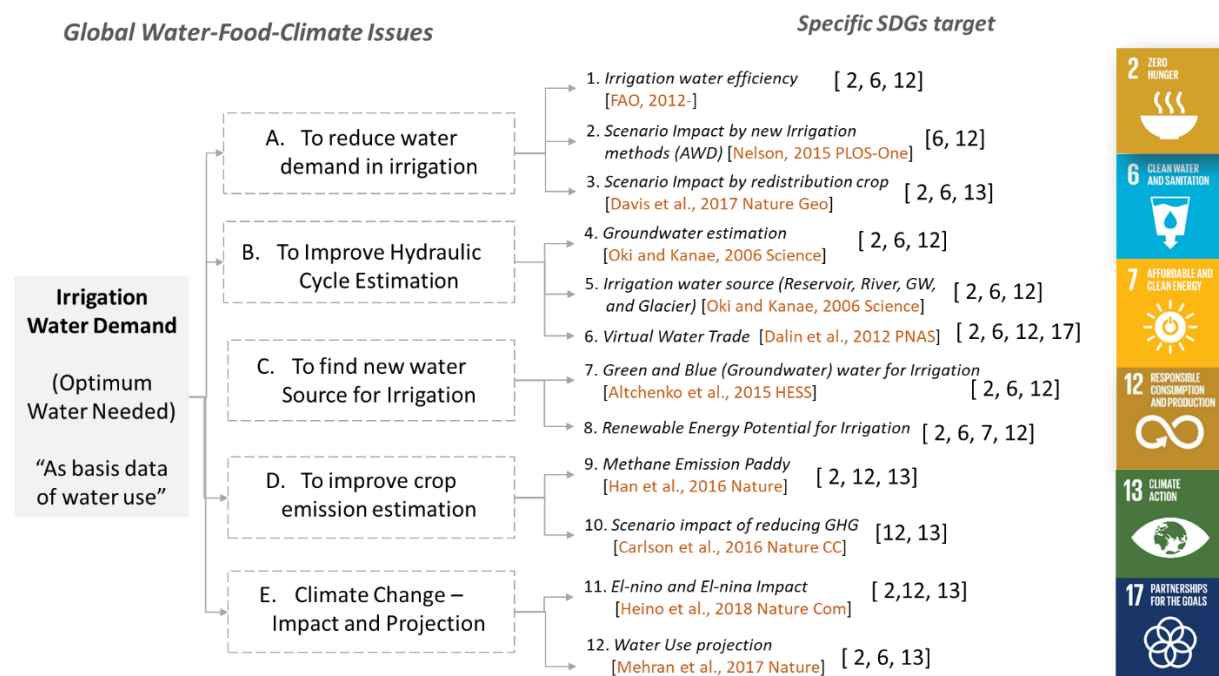 Global Water-Food-Climate Issues
Specific SDGs target
Irrigation
Water Demand
(Optimum
Water Needed)
“As basis data
of water use”
A. To reduce water
demand in irrigation
B. To Improve Hydraulic
Cycle Estimation
C. To find new water
Source for Irrigation
D. To improve crop
emission estimation
E. Climate Change –
Impact and Projection
1. Irrigation water efficiency [ 2, 6, 12]
[FAO, 2012-]
2. Scenario Impact by new Irrigation
methods (AWD) [Nelson, 2015 PLOS-One] [6, 12]
3. Scenario Impact by redistribution crop
[Davis et al., 2017 Nature Geo] [ 2, 6, 13]
4. Groundwater estimation [ 2, 6, 12]
[Oki and Kanae, 2006 Science]
5. Irrigation water source (Reservoir, River, GW,
and Glacier) [Oki and Kanae, 2006 Science] [ 2, 6, 12]
6. Virtual Water Trade [Dalin et al., 2012 PNAS] [ 2, 6, 12, 17]
7. Green and Blue (Groundwater) water for Irrigation
[Altchenko et al., 2015 HESS] [ 2, 6, 12]
8. Renewable Energy Potential for Irrigation [ 2, 6, 7, 12]
9. Methane Emission Paddy
[Han et al., 2016 Nature] [ 2, 12, 13]
10. Scenario impact of reducing GHG [12, 13]
[Carlson et al., 2016 Nature CC]
11. El-nino and El-nina Impact [ 2,12, 13]
[Heino et al., 2018 Nature Com]
12. Water Use projection
[Mehran et al., 2017 Nature] [ 2, 6, 13]
2 ZERO
HUNGER
6 CLEAN WATER
AND SANITATION
7 AFFORDABLE AND
CLEAN ENERGY
12 RESPONSIBLE
CONSUMPTION
AND PRODUCTION
13 CLIMATE
ACTION
17 PARTNERSHIPS
FOR THE GOALS